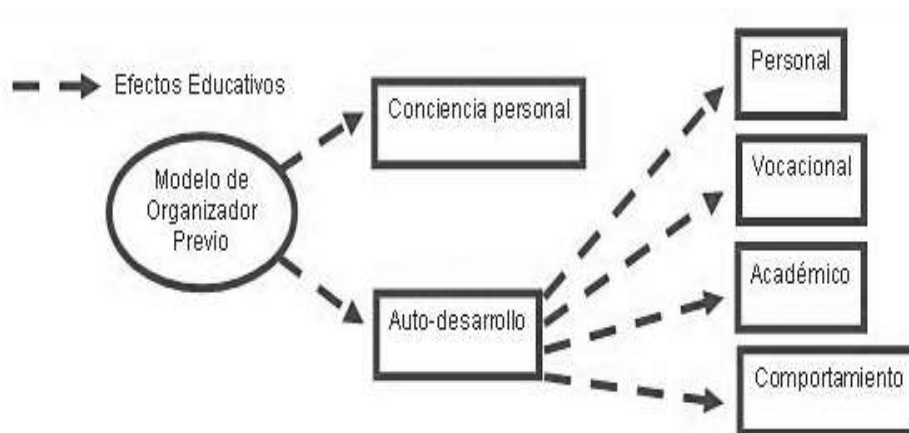 Efectos Educativos
Modelo de
Organizador
Previo
Conciencia personal
Auto-desarrollo
Personal
Vocacional
Académico
Comportamiento